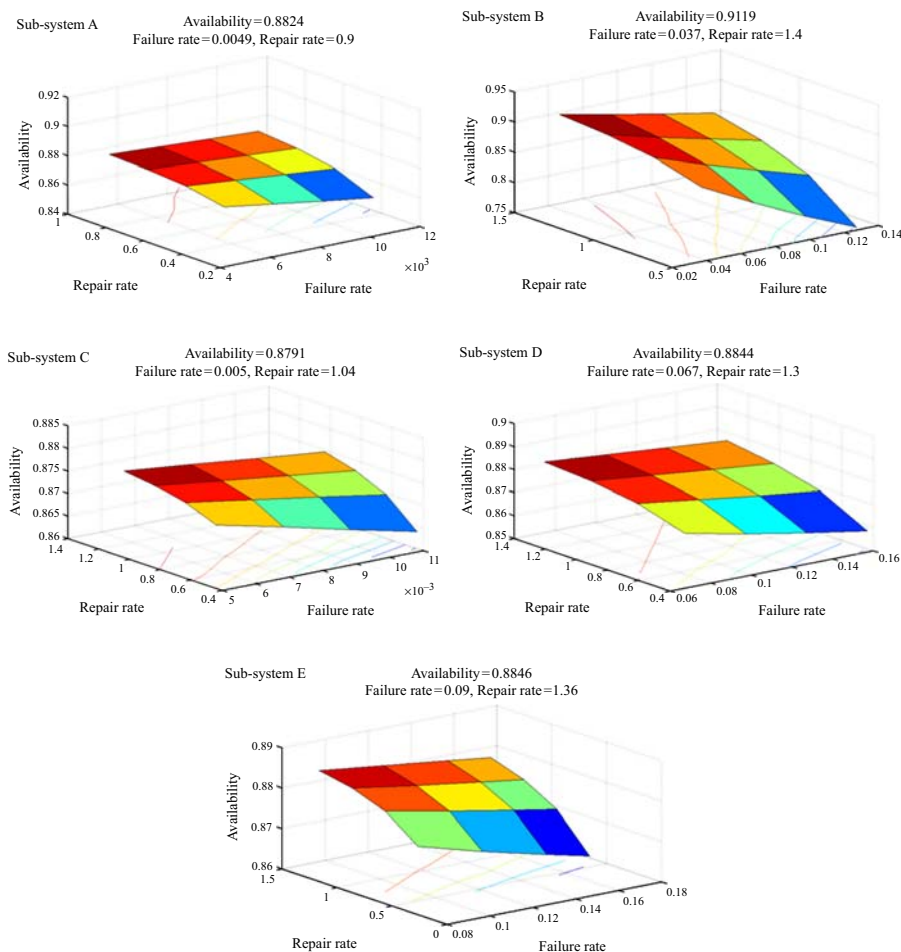 Sub-system A
Availability=0.8824
Failure rate=0.0049, Repair rate=0.9
0.92
0.9
0.88
0.86
0.84
Availability
1
0.8
0.6
0.4
0.2
Repair rate
4
6
8
10
12
×10³
Failure rate
Sub-system B
Availability=0.9119
Failure rate=0.037, Repair rate=1.4
0.95
0.9
0.85
0.8
0.75
Availability
1.5
1
0.5
Repair rate
0.02
0.04
0.06
0.08
0.1
0.12
0.14
Failure rate
Sub-system C
Availability=0.8791
Failure rate=0.005, Repair rate=1.04
0.885
0.88
0.875
0.87
0.865
0.86
Availability
1.4
1.2
1
0.8
0.6
0.4
Repair rate
5
6
7
8
9
10
11
×10⁻³
Failure rate
Sub-system D
Availability=0.8844
Failure rate=0.067, Repair rate=1.3
0.9
0.89
0.88
0.87
0.86
0.85
Availability
1.4
1.2
1
0.8
0.6
0.4
Repair rate
0.06
0.08
0.1
0.12
0.14
0.16
Failure rate
Sub-system E
Availability=0.8846
Failure rate=0.09, Repair rate=1.36
0.89
0.88
0.87
0.86
Availability
1.5
1
0.5
0
Repair rate
0.08
0.1
0.12
0.14
0.16
0.18
Failure rate